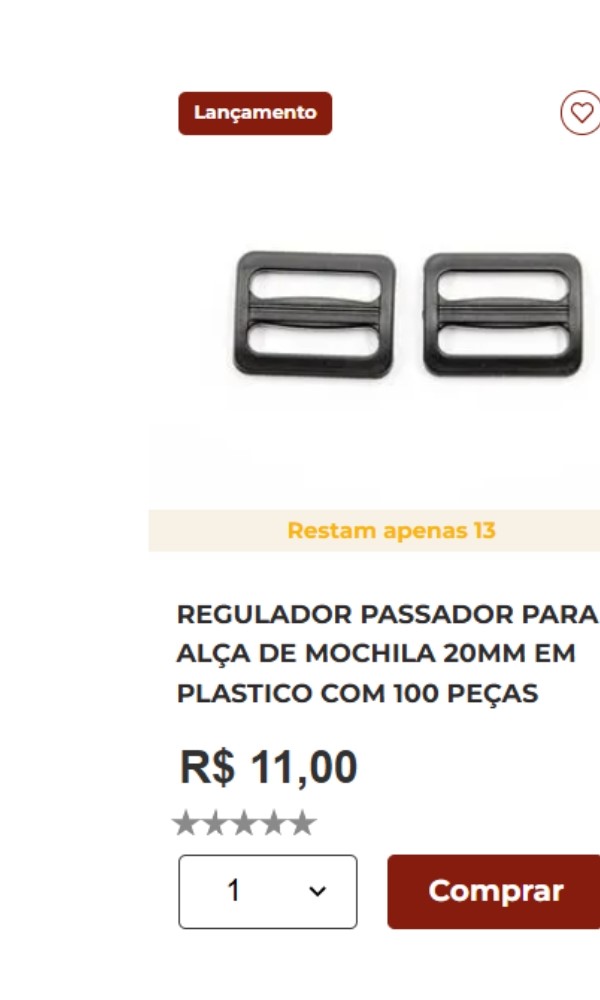 Lançamento
Restam apenas 13
REGULADOR PASSADOR PARA
ALÇA DE MOCHILA 20MM EM
PLASTICO COM 100 PEÇAS
R$ 11,00
1
Comprar